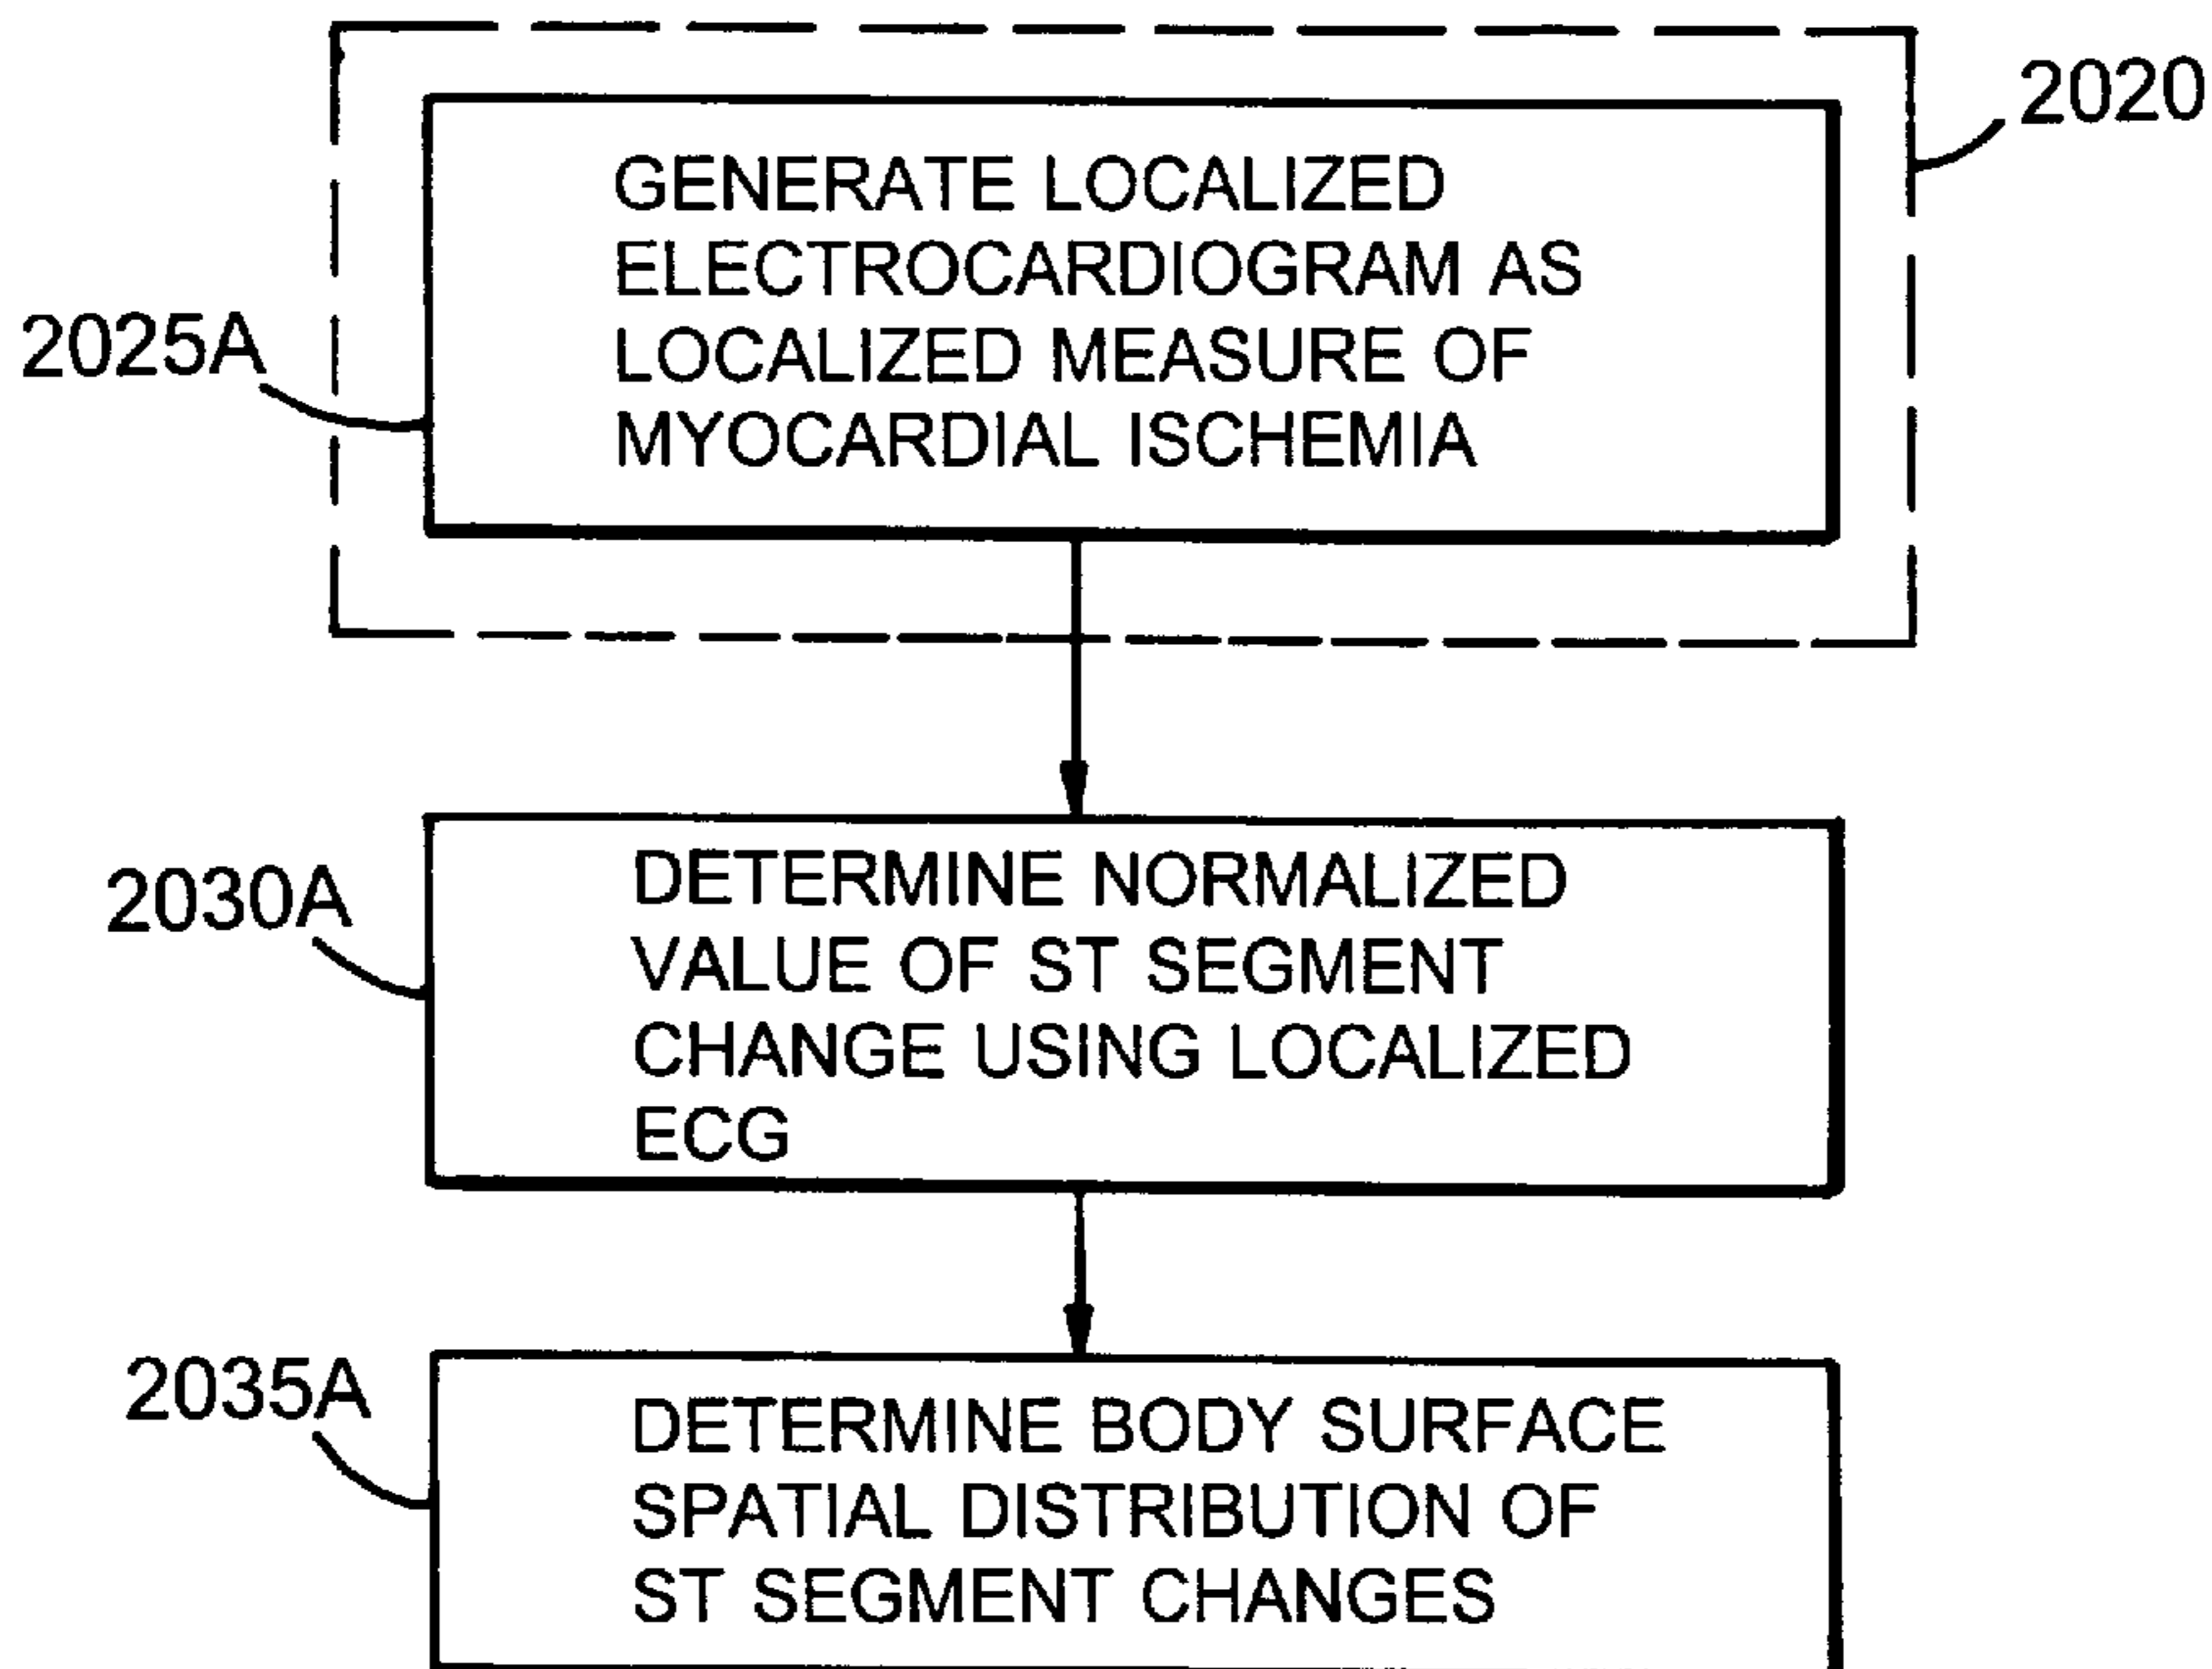 2020
GENERATE LOCALIZED
ELECTROCARDIOGRAM AS
LOCALIZED MEASURE OF
MYOCARDIAL ISCHEMIA
2025A
DETERMINE NORMALIZED
VALUE OF ST SEGMENT
CHANGE USING LOCALIZED
ECG
2030A
DETERMINE BODY SURFACE
SPATIAL DISTRIBUTION OF
ST SEGMENT CHANGES
2035A